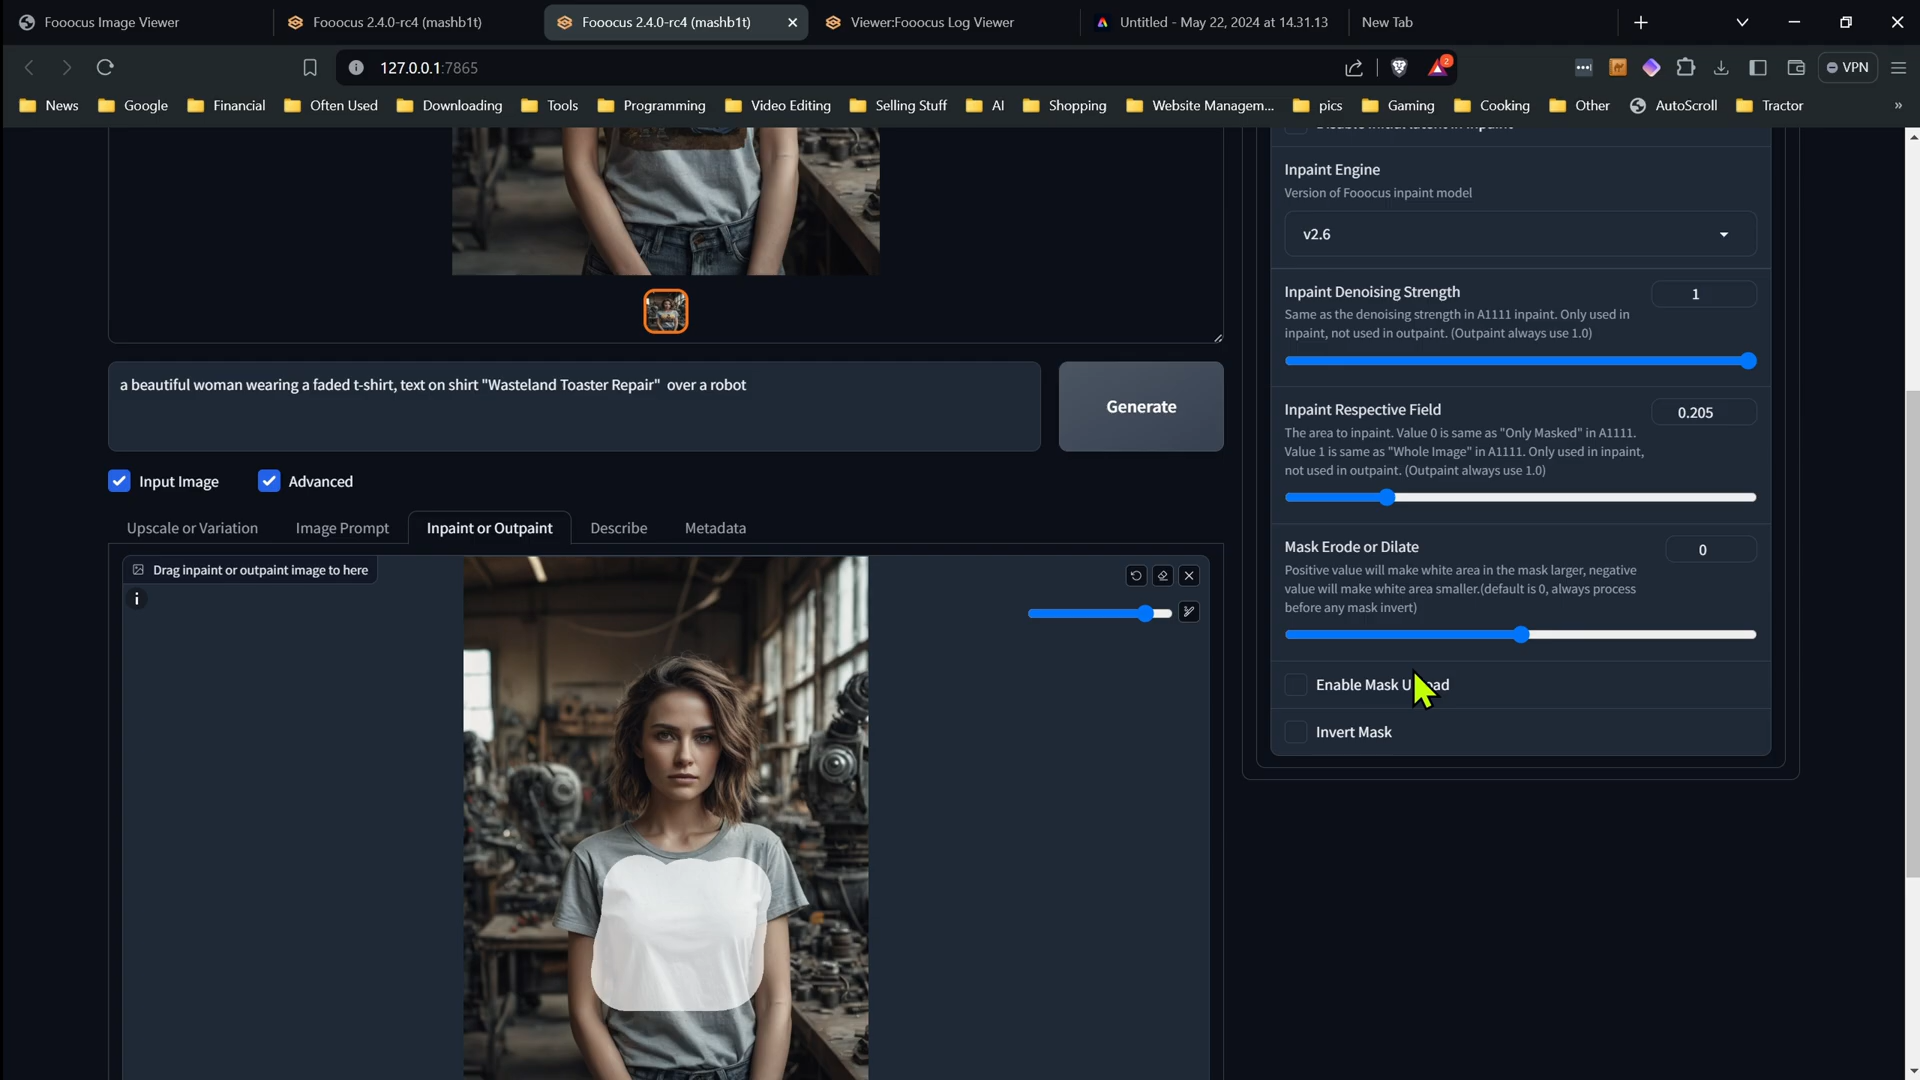 Fooocus Image Viewer
Fooocus 2.4.0-rc4 (mashb1t)
Fooocus 2.4.0-rc4 (mashb1t)
Viewer:Fooocus Log Viewer
Untitled - May 22, 2024 at 14.31.13
New Tab
127.0.0.1:7865
2
VPN
News
Google
Financial
Often Used
Downloading
Tools
Programming
Video Editing
Selling Stuff
AI
Shopping
Website Managem...
pics
Gaming
Cooking
Other
AutoScroll
Tractor
»
Inpaint Engine
Version of Fooocus inpaint model
v2.6
Inpaint Denoising Strength
1
Same as the denoising strength in A1111 inpaint. Only used in
inpaint, not used in outpaint. (Outpaint always use 1.0)
Inpaint Respective Field
0.205
The area to inpaint. Value 0 is same as "Only Masked" in A1111.
Value 1 is same as "Whole Image" in A1111. Only used in inpaint,
not used in outpaint. (Outpaint always use 1.0)
Mask Erode or Dilate
0
Positive value will make white area in the mask larger, negative
value will make white area smaller.(default is 0, always process
before any mask invert)
Enable Mask
Invert Mask
a beautiful woman wearing a faded t-shirt, text on shirt "Wasteland Toaster Repair"  over a robot
Generate
Input Image
Advanced
Upscale or Variation
Image Prompt
Inpaint or Outpaint
Describe
Metadata
Drag inpaint or outpaint image to here